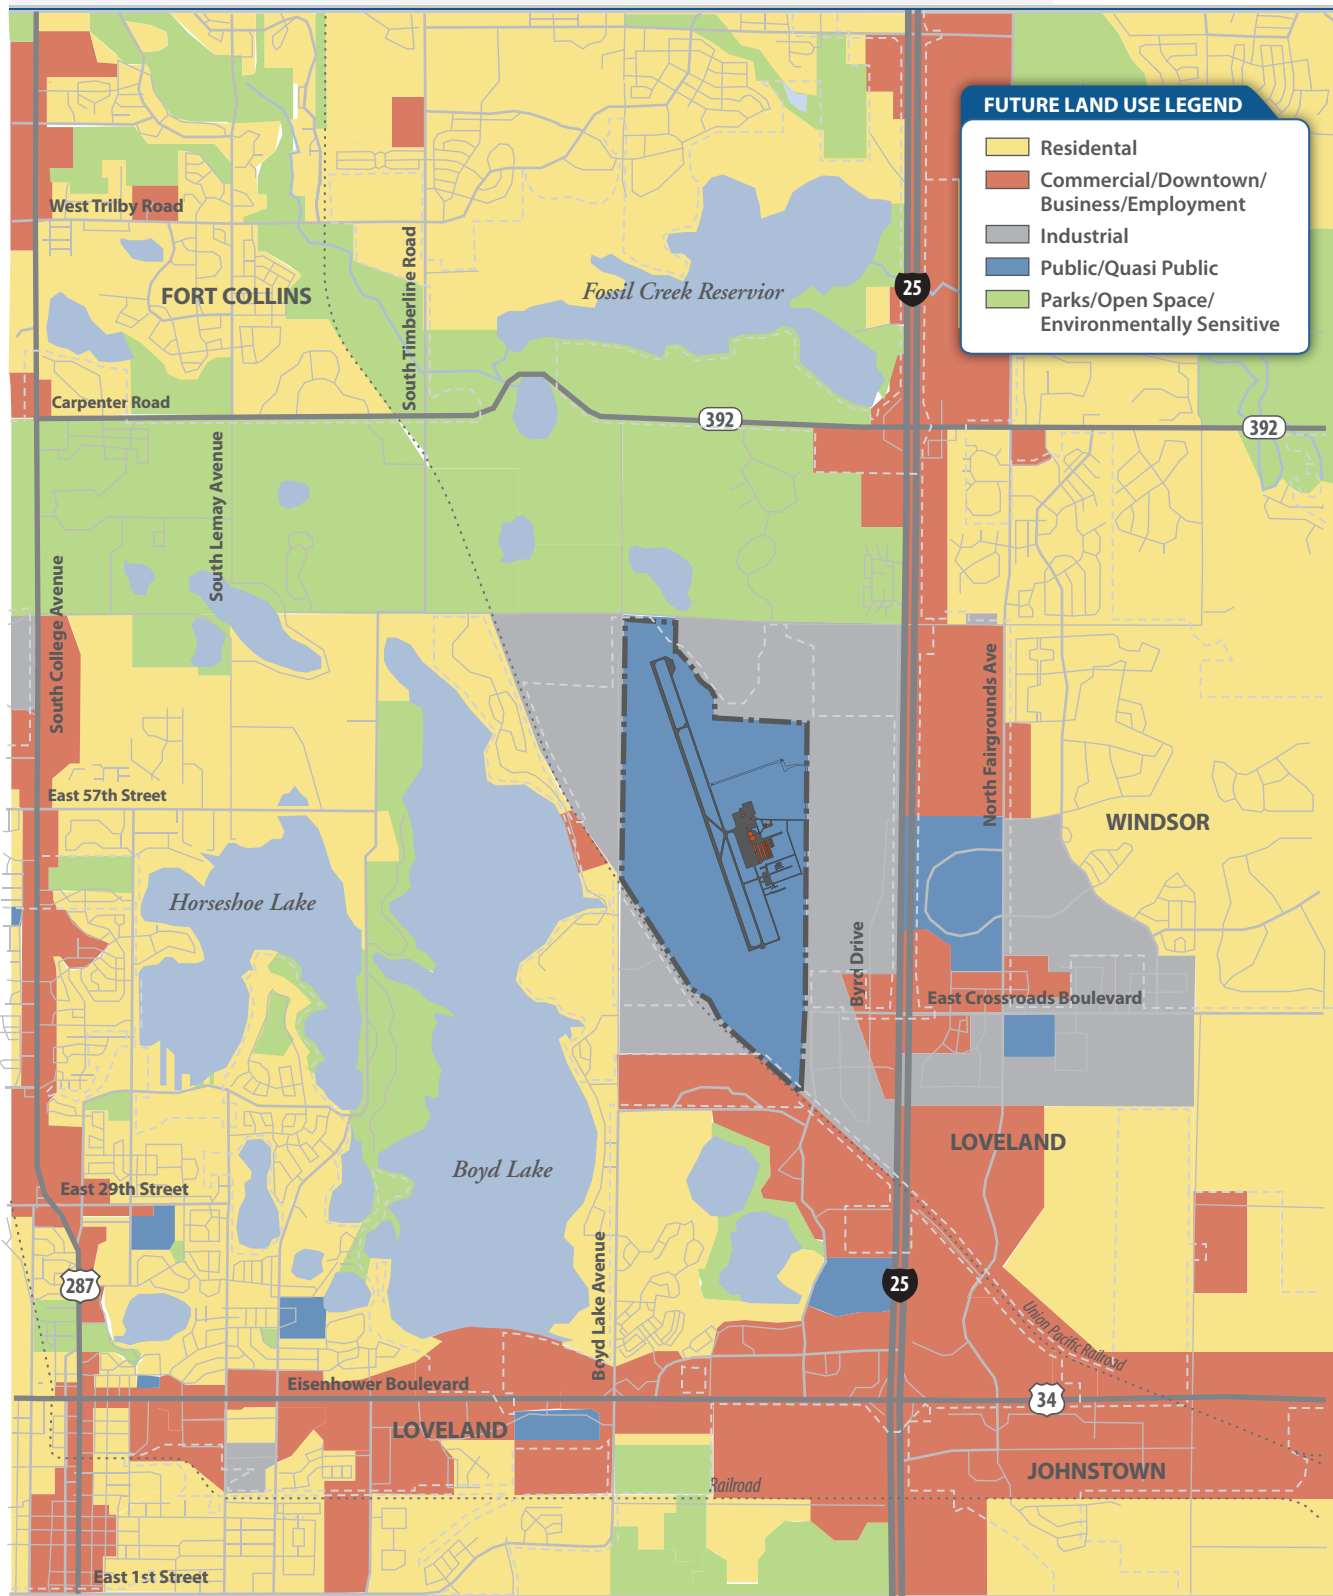 FUTURE LAND USE LEGEND
Residental
Commercial/Downtown/
Business/Employment
Industrial
Public/Quasi Public
Parks/Open Space/
Environmentally Sensitive
West Trilby Road
FORT COLLINS
South Timberline Road
Fossil Creek Reservior
25
Carpenter Road
392
392
South Lemay Avenue
South College Avenue
North Fairgrounds Ave
East 57th Street
WINDSOR
Horseshoe Lake
Byrd Drive
East Crossroads Boulevard
LOVELAND
Boyd Lake
East 29th Street
Boyd Lake Avenue
287
25
Union Pacific Railroad
Eisenhower Boulevard
34
LOVELAND
JOHNSTOWN
Railroad
East 1st Street